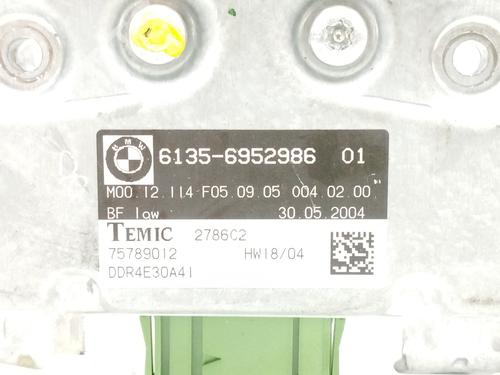 BMW
6135-6952986 01
M00.12.114-F05.09.05 004.02.00
BF low 30.05.2004
TEMIC 2786C2
75789012 HW18/04
DDR4E30A41